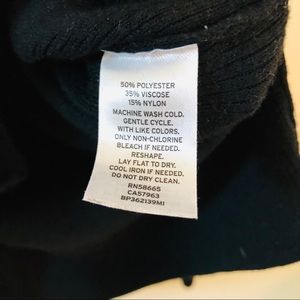 50% POLYESTER
35% VISCOSE
15% NYLON
MACHINE WASH COLD.
GENTLE CYCLE.
WITH LIKE COLORS.
ONLY NON-CHLORINE
BLEACH IF NEEDED.
RESHAPE.
LAY FLAT TO DRY.
COOL IRON IF NEEDED.
DO NOT DRY CLEAN.
RN58665
CA57963
BP362139MI